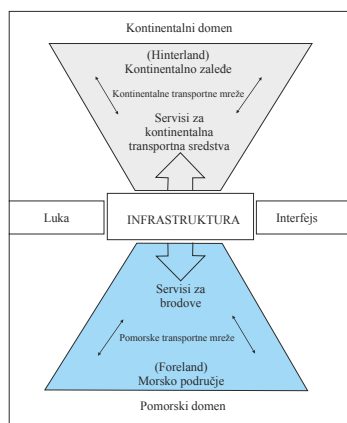 Kontinentalni domen
(Hinterland)
Kontinentalno zaleđe
Kontinentalne transportne mreže
Servisi za
kontinentalna
transportna sredstva
Luka
INFRASTRUKTURA
Interfejs
Servisi za
brodove
Pomorske transportne mreže
(Foreland)
Morsko područje
Pomorski domen